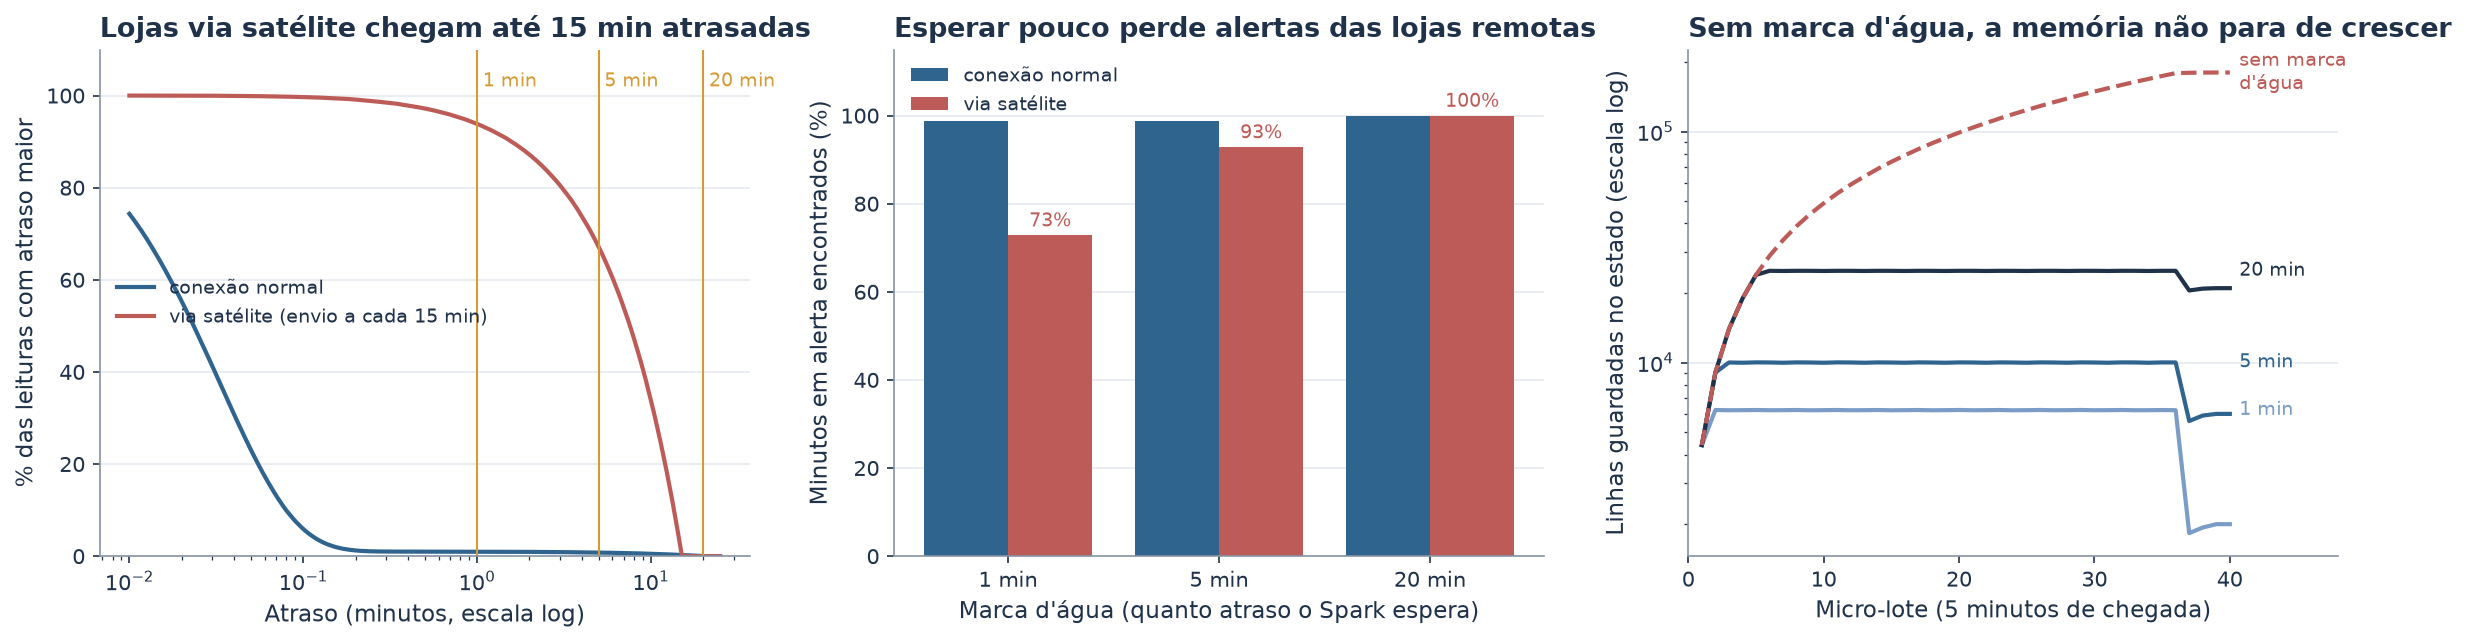 Lojas via satélite chegam até 15 min atrasadas
% das leituras com atraso maior
100
80
60
40
20
0
1 min
5 min
20 min
conexão normal
via satélite (envio a cada 15 min)
10⁻²
10⁻¹
10⁰
10¹
Atraso (minutos, escala log)
Esperar pouco perde alertas das lojas remotas
Minutos em alerta encontrados (%)
100
80
60
40
20
0
conexão normal
via satélite
73%
93%
100%
1 min
5 min
20 min
Marca d'água (quanto atraso o Spark espera)
Sem marca d'água, a memória não para de crescer
Linhas guardadas no estado (escala log)
10⁵
10⁴
sem marca
d'água
20 min
5 min
1 min
0
10
20
30
40
Micro-lote (5 minutos de chegada)